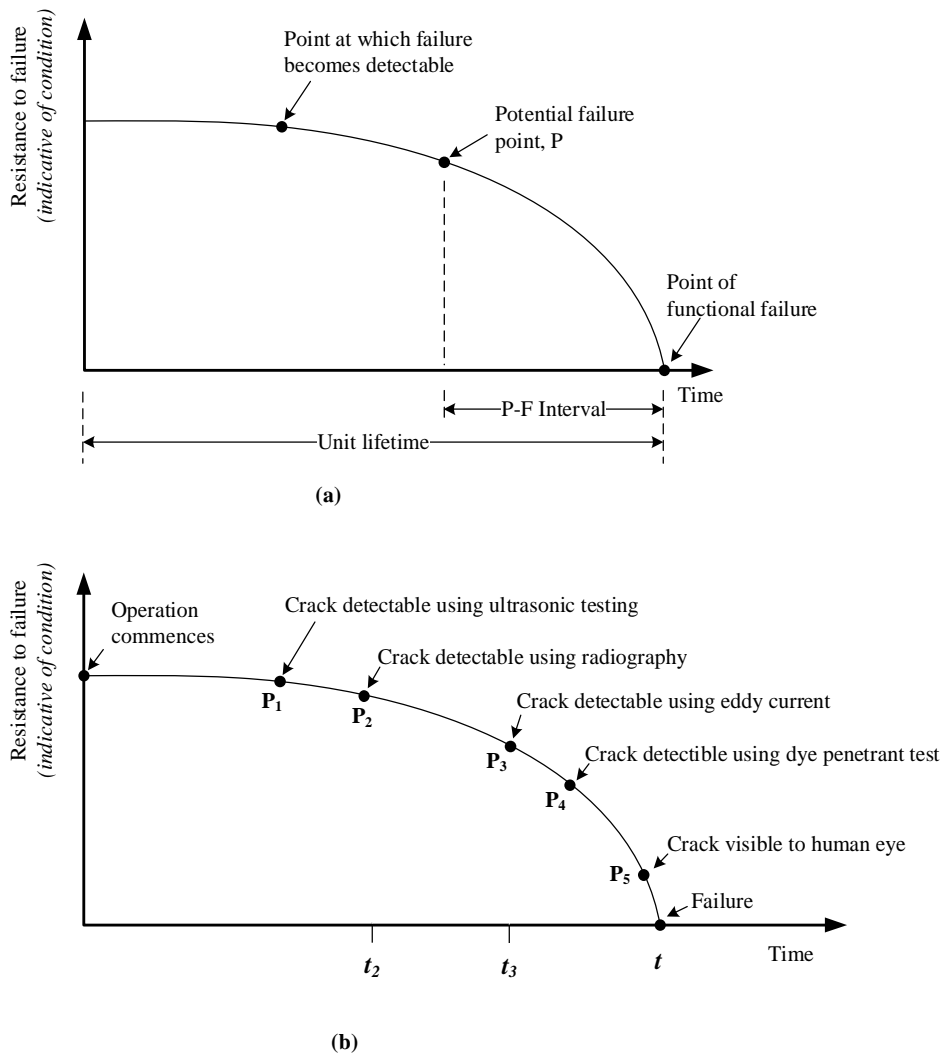 Resistance to failure
(indicative of condition)
Point at which failure
becomes detectable
Potential failure
point, P
Point of
functional failure
Time
P-F Interval
Unit lifetime
(a)
Resistance to failure
(indicative of condition)
Operation
commences
Crack detectable using ultrasonic testing
Crack detectable using radiography
P1
P2
Crack detectable using eddy current
P3
Crack detectible using dye penetrant test
P4
Crack visible to human eye
P5
Failure
t2
t3
t
Time
(b)